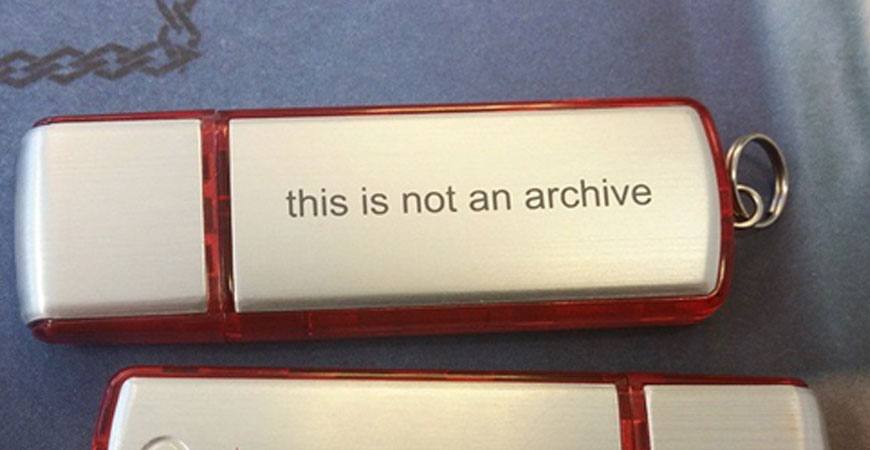 this is not an archive